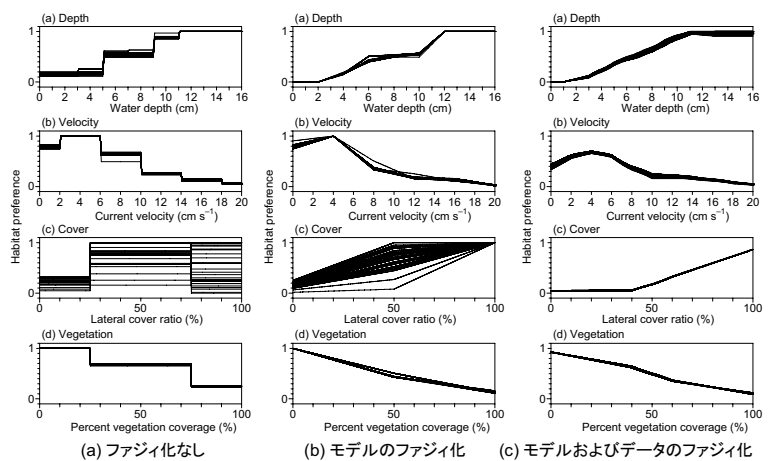 (a) Depth
1
0
0 2 4 6 8 10 12 14 16
Water depth (cm)
(b) Velocity
1
0
0 2 4 6 8 10 12 14 16 18 20
Current velocity (cm s⁻¹)
(c) Cover
1
0
0 50 100
Lateral cover ratio (%)
(d) Vegetation
1
0
0 50 100
Percent vegetation coverage (%)
Habitat preference
(a) ファジィ化なし
(a) Depth
1
0
0 2 4 6 8 10 12 14 16
Water depth (cm)
(b) Velocity
1
0
0 2 4 6 8 10 12 14 16 18 20
Current velocity (cm s⁻¹)
(c) Cover
1
0
0 50 100
Lateral cover ratio (%)
(d) Vegetation
1
0
0 50 100
Percent vegetation coverage (%)
Habitat preference
(b) モデルのファジィ化
(a) Depth
1
0
0 2 4 6 8 10 12 14 16
Water depth (cm)
(b) Velocity
1
0
0 2 4 6 8 10 12 14 16 18 20
Current velocity (cm s⁻¹)
(c) Cover
1
0
0 50 100
Lateral cover ratio (%)
(d) Vegetation
1
0
0 50 100
Percent vegetation coverage (%)
Habitat preference
(c) モデルおよびデータのファジィ化